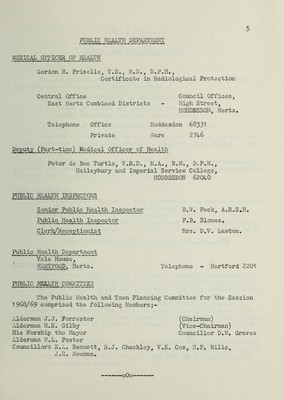 5
PUBLIC HEALTH DEPARTMENT
MEDICAL OFFICER OF HEALTH
Gordon M. Frizelle, T.D., M.D., D.P.H.,
Certificate in Radiological Protection
Central Office Council Offices,
East Herts Combined Districts - High Street,
HODDESDON, Herts.
Telephone Office Hoddesdon 68331
Private Ware 2746
Deputy (Part-time) Medical Officer of Health
Peter de Bec Turtle, V.R.D., M.A., B.M., D.P.H.,
Haileybury and Imperial Service College,
HODDESDON 62040
PUBLIC HEALTH INSPECTORS
Senior Public Health Inspector B.W. Peck, A.R.S.H.
Public Health Inspector P.B. Elowes.
Clerk/Receptionist Mrs. D.V. Lawton.
Public Health Department
Yale House,
HERTFORD, Herts. Telephone - Hertford 2201
PUBLIC HEALTH COMMITTEE
The Public Health and Town Planning Committee for the Session
1968/69 comprised the following Members;-
Alderman J.J. Forrester (Chairman)
Alderman M.E. Gilby (Vice-Chairman)
His Worship the Mayor Councillor D.M. Graves
Alderman W.L. Foster
Councillors R.A. Bennett, R.J. Checkley, V.E. Cox, H.P. Mills,
J.R. Newman.
------oOo------